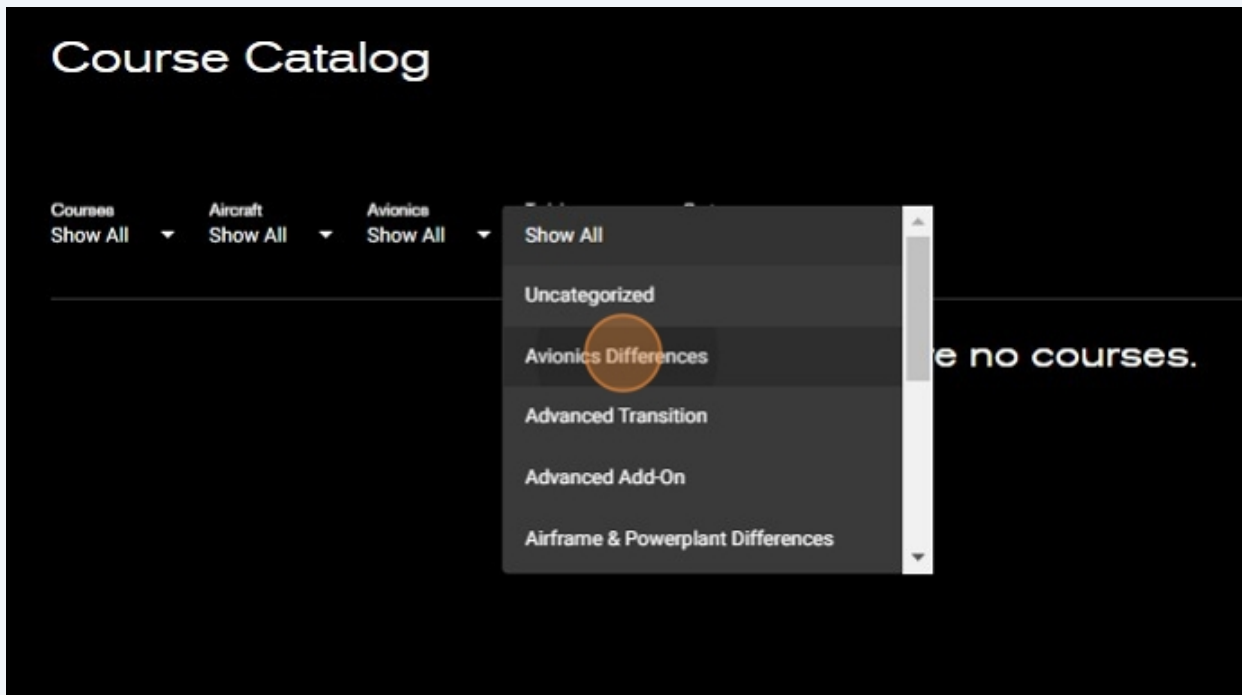 Course Catalog
Courses Aircraft Avionics
Show All Show All Show All Show All
Uncategorized
Avionics Differences
no courses.
Advanced Transition
Advanced Add-On
Airframe & Powerplant Differences